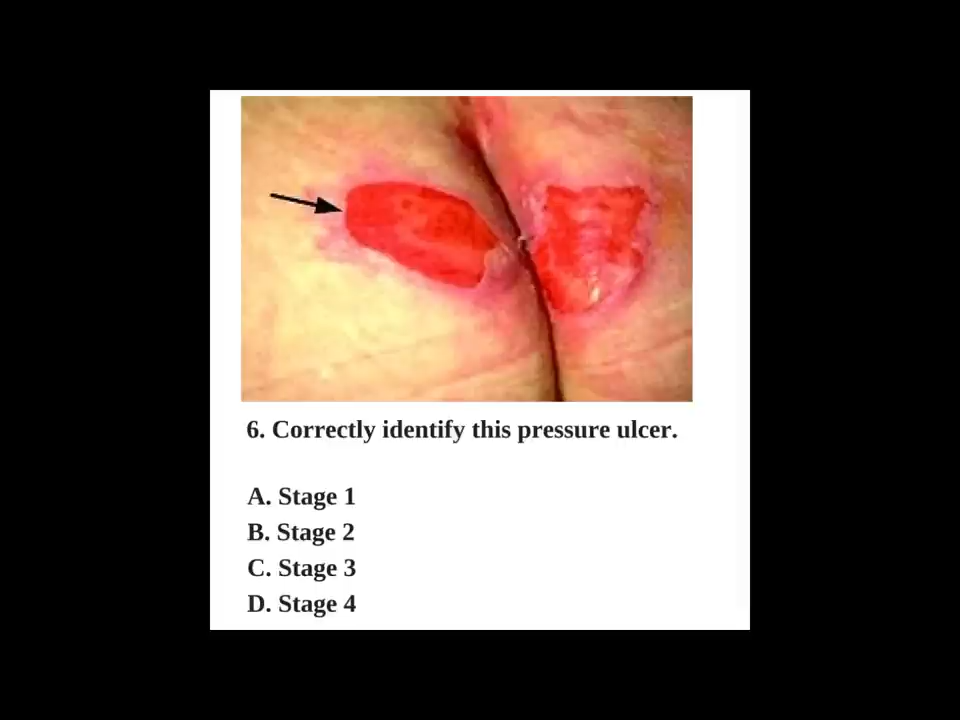 6. Correctly identify this pressure ulcer.
A. Stage 1
B. Stage 2
C. Stage 3
D. Stage 4